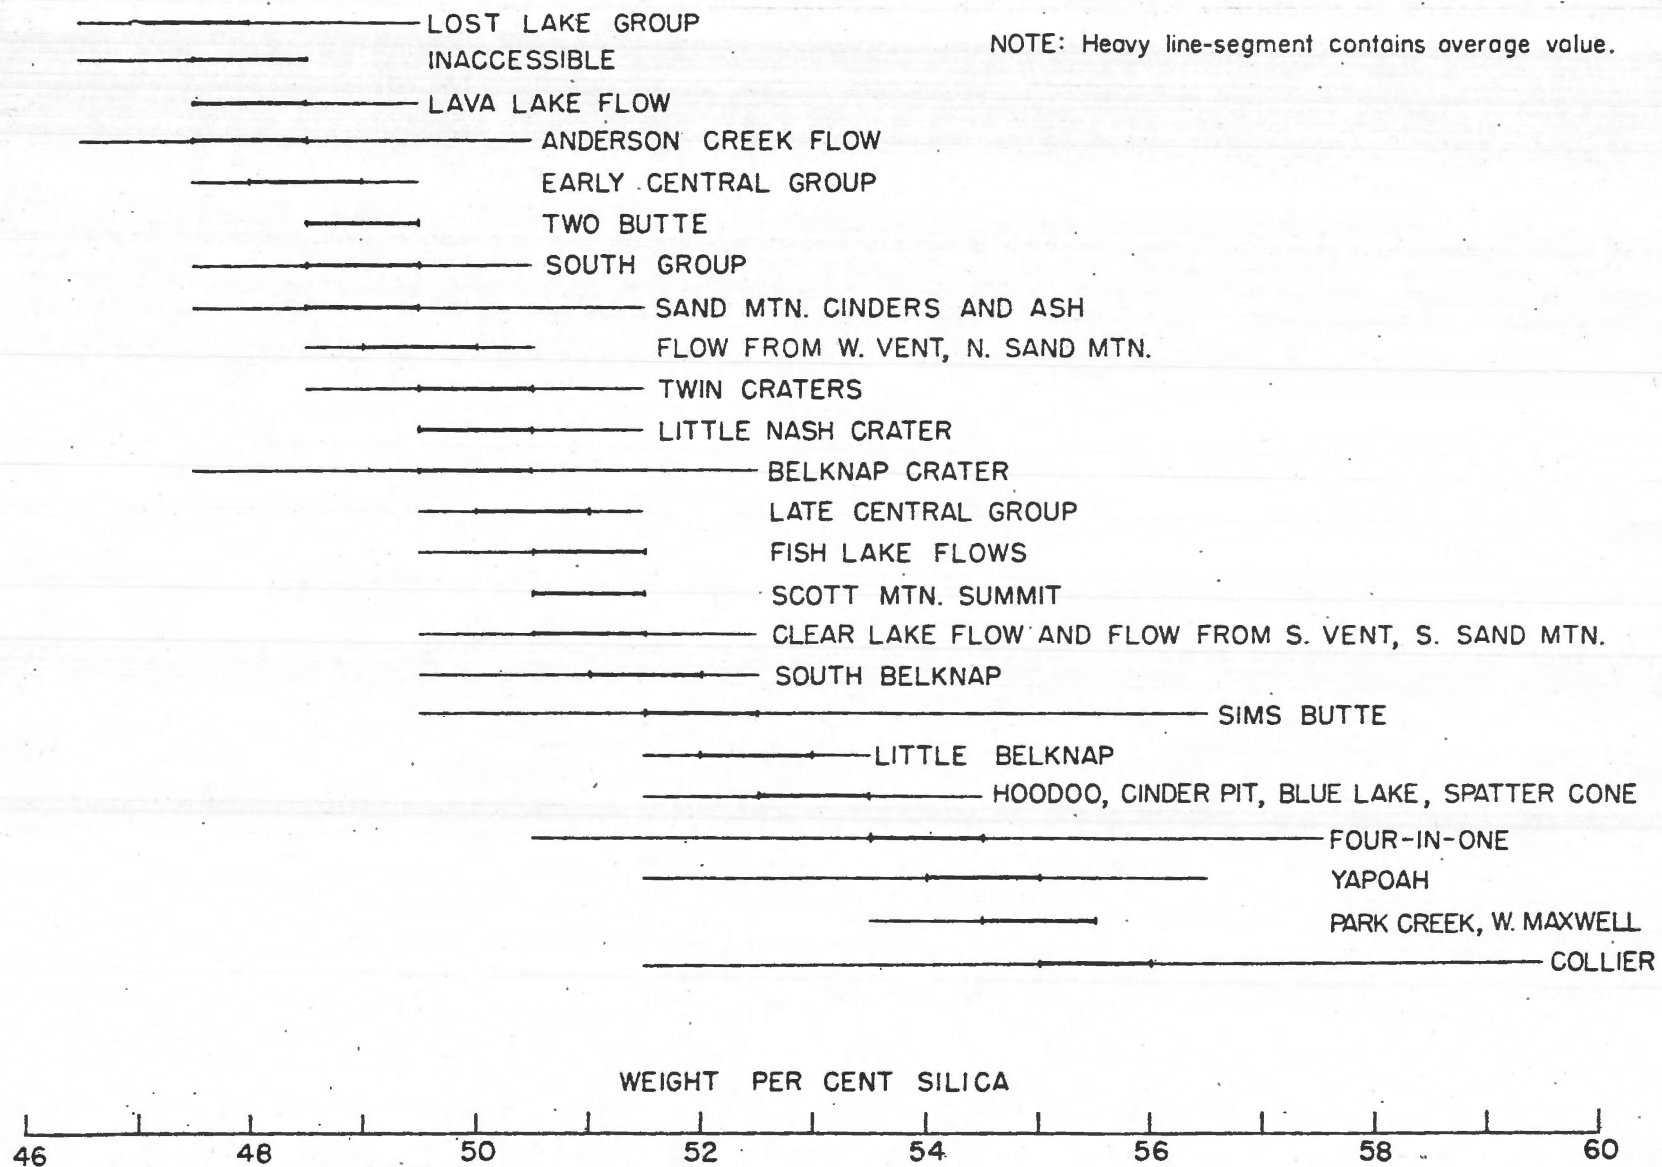 LOST LAKE GROUP
NOTE: Heavy line-segment contains average value.
INACCESSIBLE
LAVA LAKE FLOW
ANDERSON CREEK FLOW
EARLY CENTRAL GROUP
TWO BUTTE
SOUTH GROUP
SAND MTN. CINDERS AND ASH
FLOW FROM W. VENT, N. SAND MTN.
TWIN CRATERS
LITTLE NASH CRATER
BELKNAP CRATER
LATE CENTRAL GROUP
FISH LAKE FLOWS
SCOTT MTN. SUMMIT
CLEAR LAKE FLOW AND FLOW FROM S. VENT, S. SAND MTN.
SOUTH BELKNAP
SIMS BUTTE
LITTLE BELKNAP
HOODOO, CINDER PIT, BLUE LAKE, SPATTER CONE
FOUR-IN-ONE
YAPOAH
PARK CREEK, W. MAXWELL
COLLIER
WEIGHT PER CENT SILICA
46 48 50 52 54 56 58 60